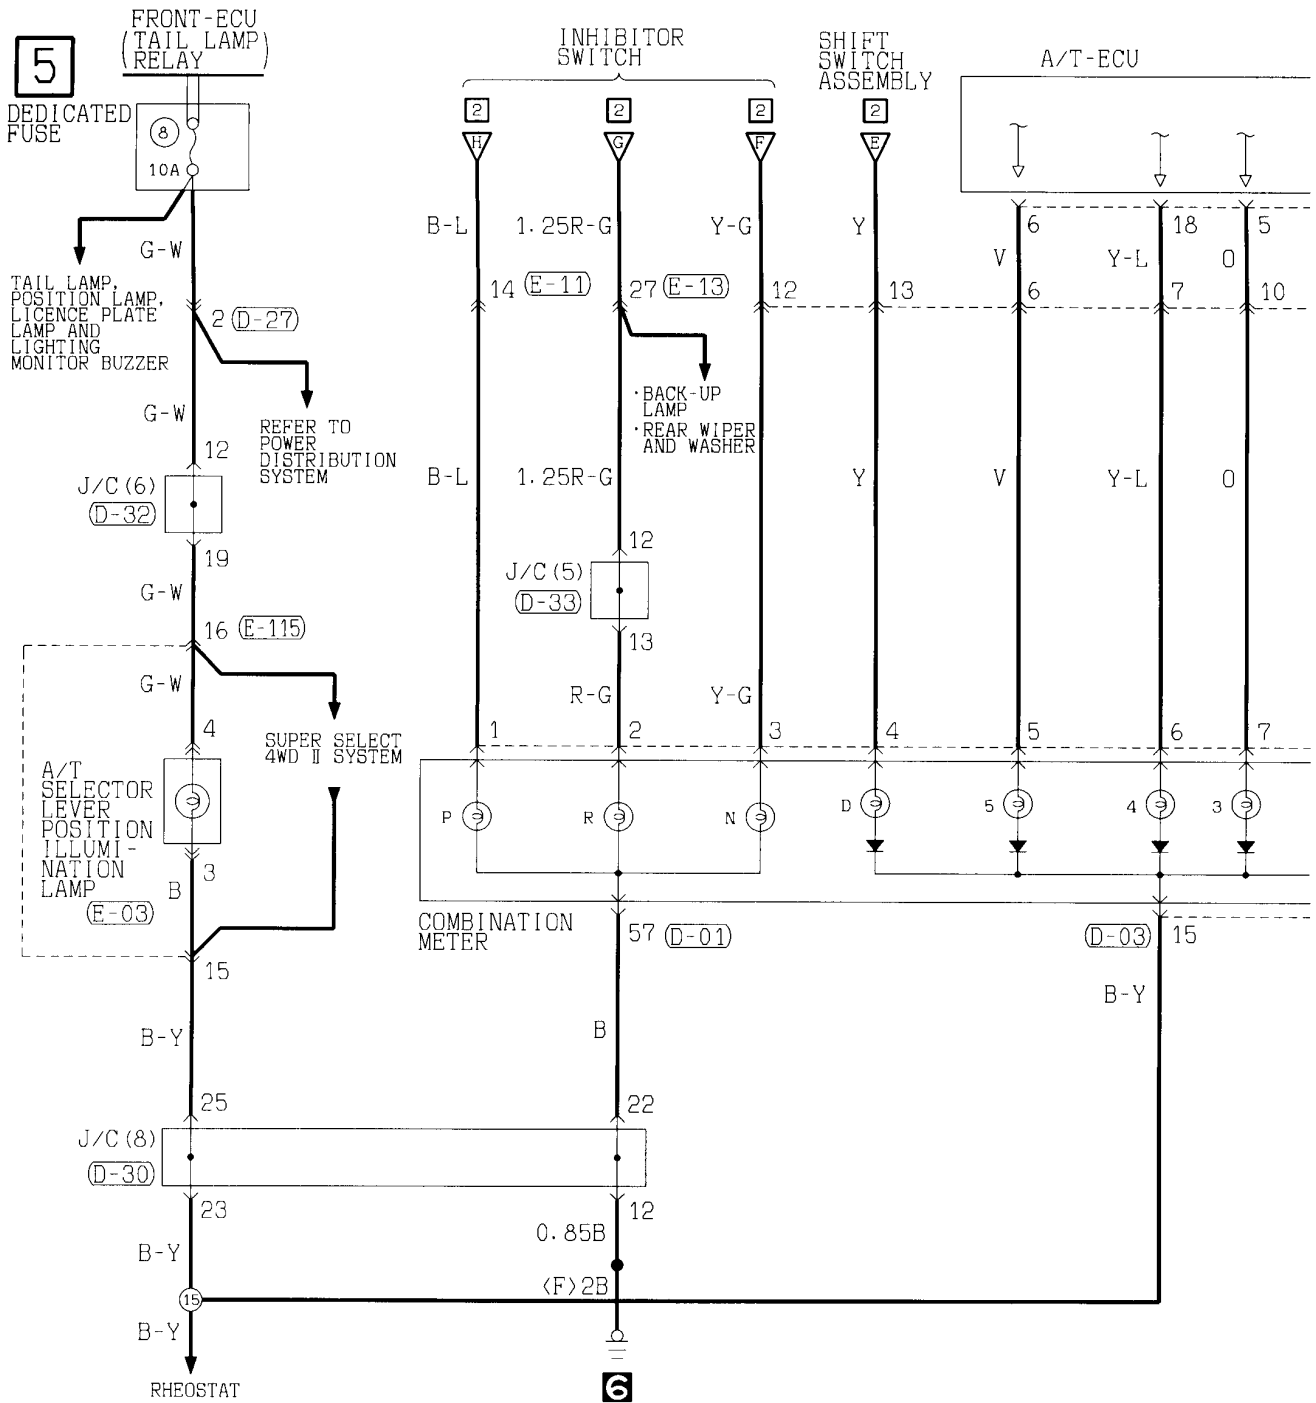 5
FRONT-ECU
(TAIL LAMP)
RELAY
DEDICATED
FUSE
8
10A
INHIBITOR
SWITCH
SHIFT
SWITCH
ASSEMBLY
A/T-ECU
2 2 2 2
H G F E
G-W
B-L 1.25R-G Y-G Y
6 18 5
V Y-L O
TAIL LAMP,
POSITION LAMP,
LICENCE PLATE
LAMP AND
LIGHTING
MONITOR BUZZER
2 (D-27)
14 (E-11) 27 (E-13) 12 13 6 7 10
·BACK-UP
LAMP
·REAR WIPER
AND WASHER
G-W
REFER TO
POWER
DISTRIBUTION
SYSTEM
12
J/C(6)
(D-32)
19
B-L 1.25R-G Y V Y-L O
12
J/C(5)
(D-33)
13
G-W
16 (E-115)
G-W
R-G Y-G
4
SUPER SELECT
4WD II SYSTEM
1 2 3 4 5 6 7
A/T
SELECTOR
LEVER
POSITION
ILLUMI-
NATION
LAMP
(E-03)
3
B
P R N D 5 4 3
COMBINATION
METER
57 (D-01)
(D-03) 15
15
B-Y
B-Y
B
25 22
J/C(8)
(D-30)
23 12
0.85B
B-Y
<F>2B
15
B-Y
RHEOSTAT
6